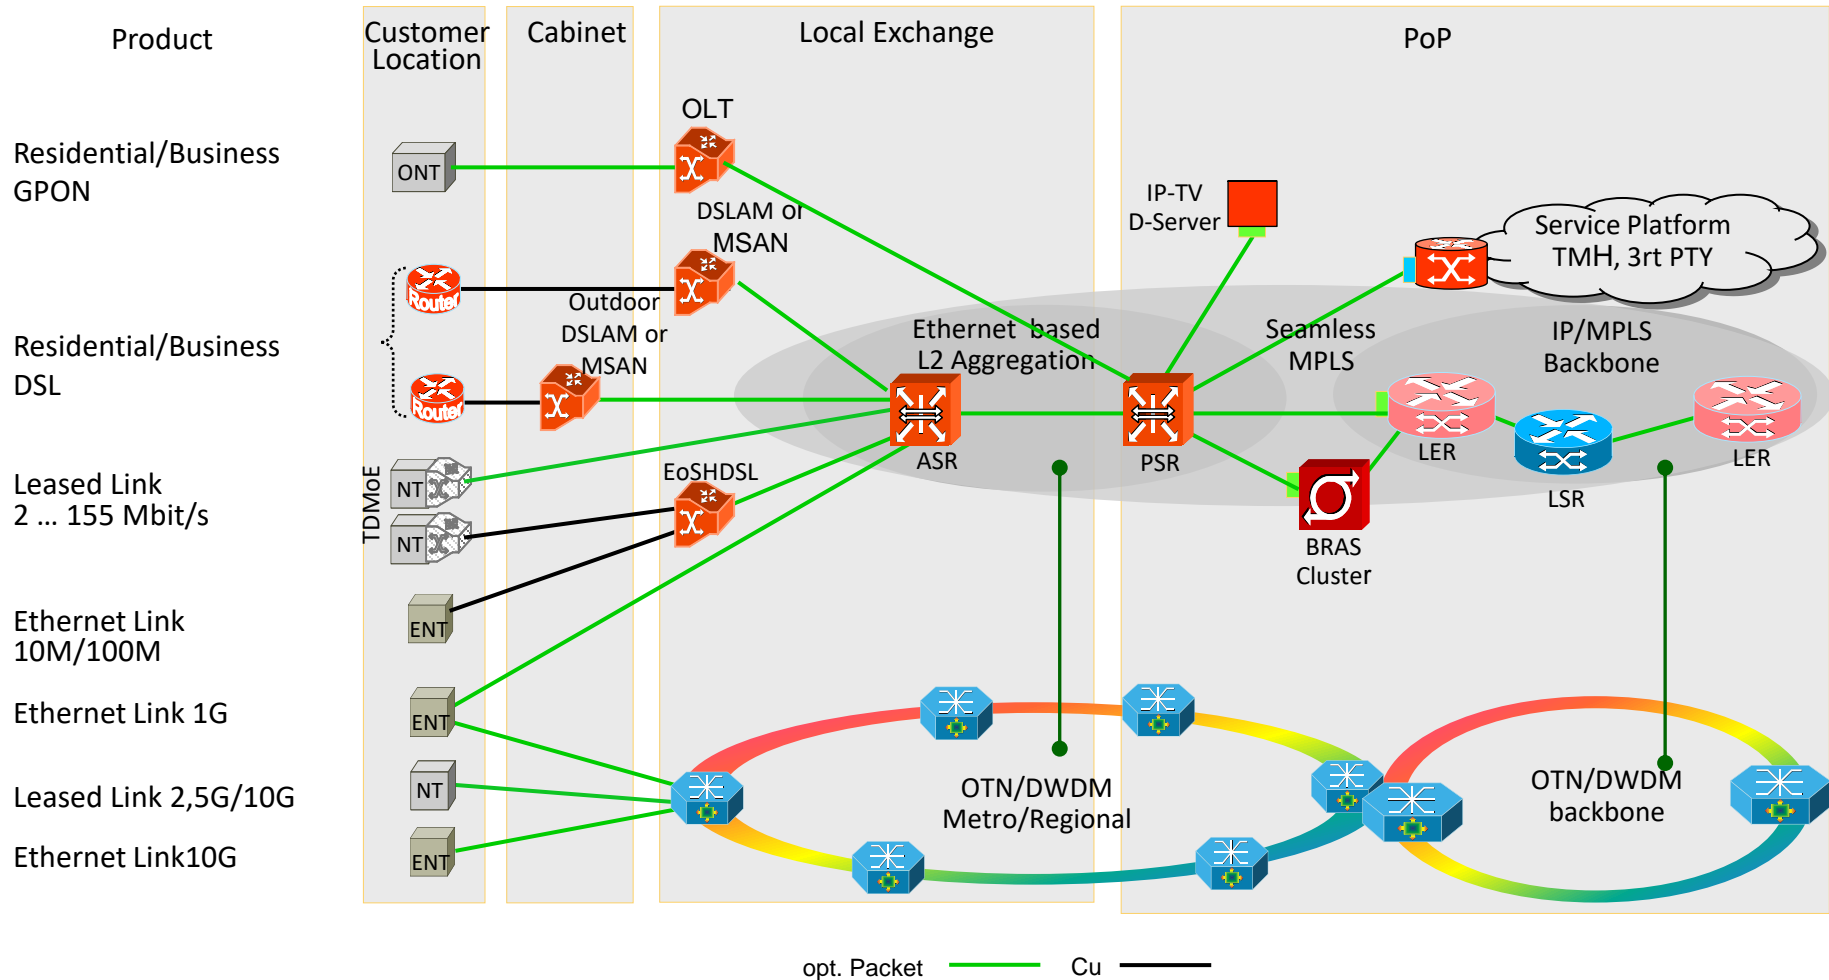 Product
Customer
Location
Cabinet
Local Exchange
PoP
OLT
Residential/Business
GPON
ONT
DSLAM or
MSAN
IP-TV
D-Server
Service Platform
TMH, 3rt PTY
Router
Outdoor
DSLAM or
MSAN
Ethernet based
L2 Aggregation
Seamless
MPLS
IP/MPLS
Backbone
Residential/Business
DSL
Router
ASR
PSR
LER
LSR
LER
Leased Link
2 ... 155 Mbit/s
TDMoE
NT
NT
EoSHDSL
BRAS
Cluster
Ethernet Link
10M/100M
ENT
Ethernet Link 1G
ENT
Leased Link 2,5G/10G
NT
OTN/DWDM
Metro/Regional
OTN/DWDM
backbone
Ethernet Link10G
ENT
opt. Packet
Cu